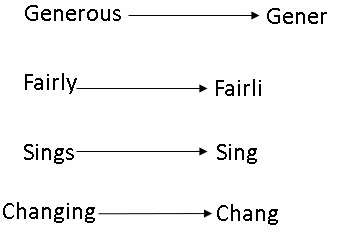 Generous Gener
Fairly Fairli
Sings Sing
Changing Chang